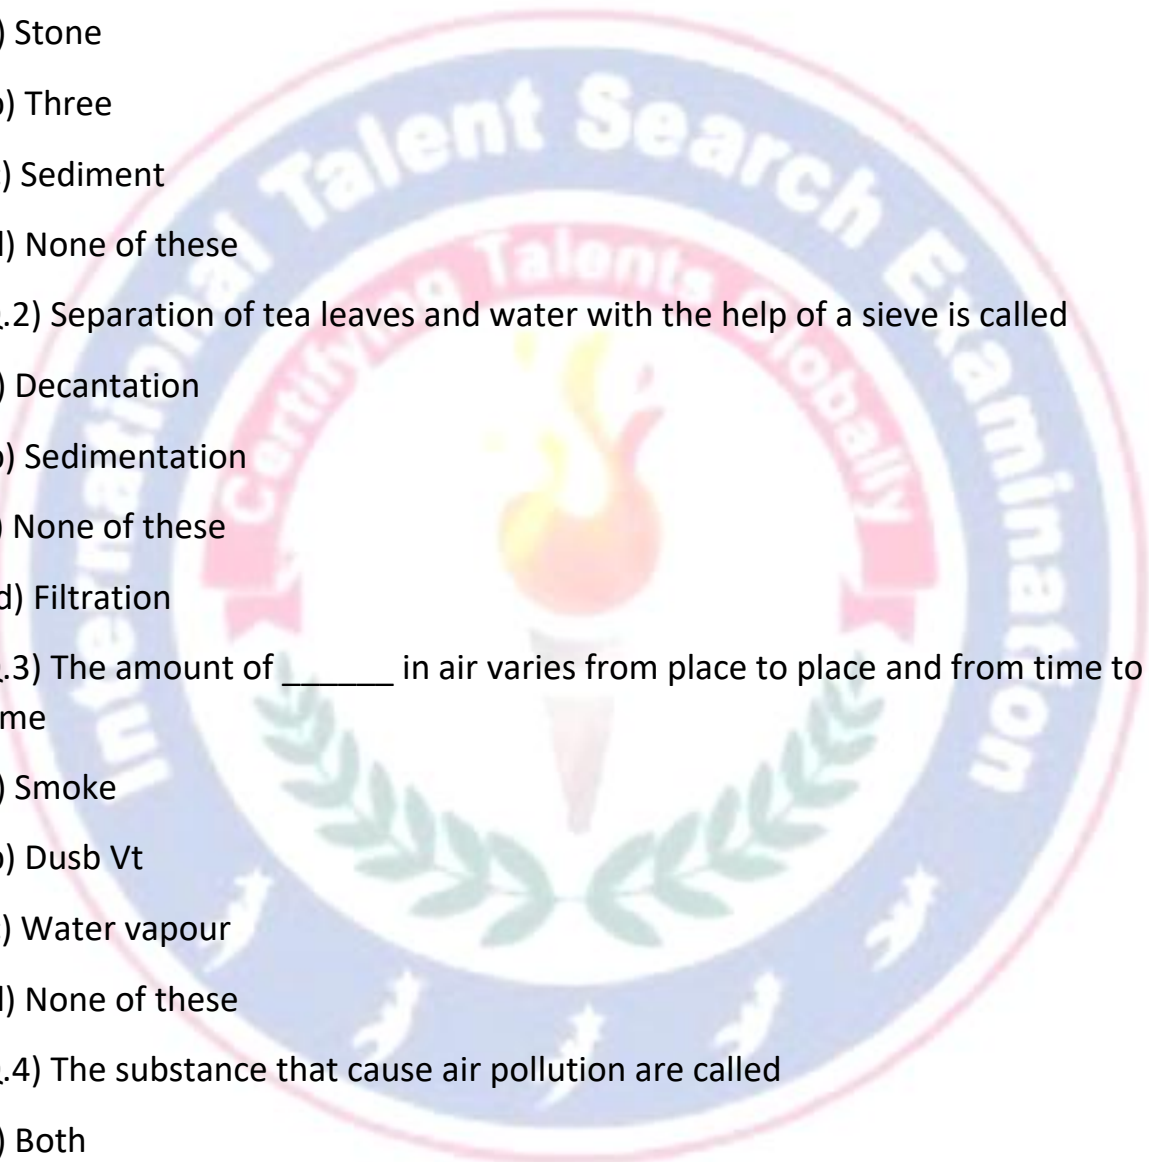 ) Stone
) Three
) Sediment
) None of these
.2) Separation of tea leaves and water with the help of a sieve is called
) Decantation
) Sedimentation
) None of these
d) Filtration
.3) The amount of ______ in air varies from place to place and from time to
me
) Smoke
) Dusb Vt
) Water vapour
) None of these
.4) The substance that cause air pollution are called
) Both
International Talent Search Examination
Certifying Talents Globally